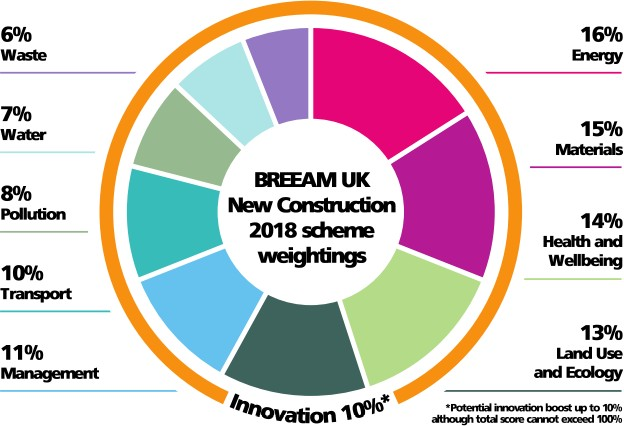 6%
Waste
7%
Water
8%
Pollution
10%
Transport
11%
Management
BREEAM UK
New Construction
2018 scheme
weightings
Innovation 10%*
16%
Energy
15%
Materials
14%
Health and
Wellbeing
13%
Land Use
and Ecology
*Potential innovation boost up to 10%
although total score cannot exceed 100%